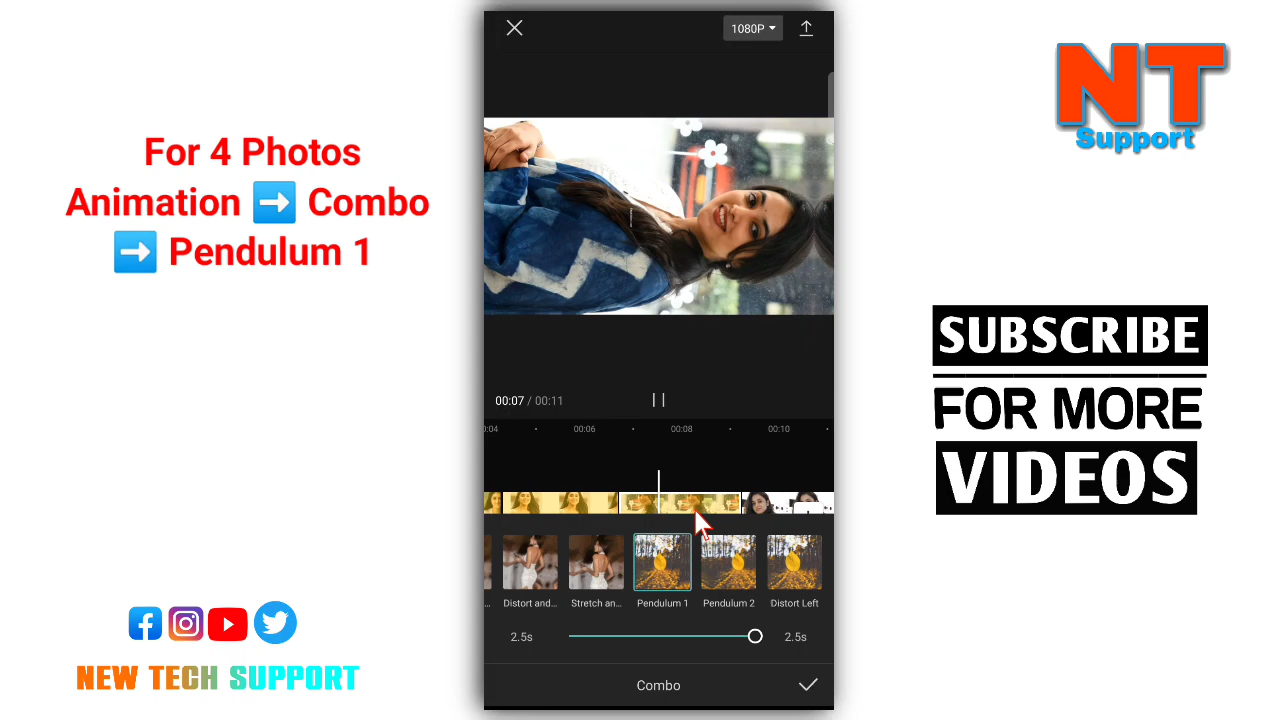 For 4 Photos
Animation ➡️ Combo
➡️ Pendulum 1
NEW TECH SUPPORT
1080P
00:07 / 00:11
0:04 00:06 00:08 00:10
Distort and... Stretch an... Pendulum 1 Pendulum 2 Distort Left
2.5s 2.5s
Combo
NT
Support
SUBSCRIBE
FOR MORE
VIDEOS